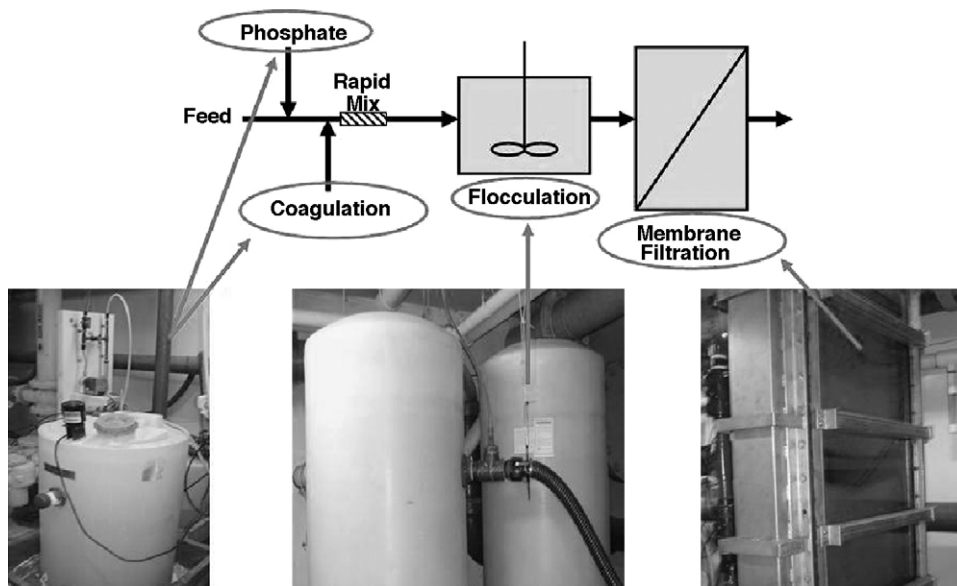 Phosphate
Rapid
Mix
Feed
Coagulation
Flocculation
Membrane
Filtration